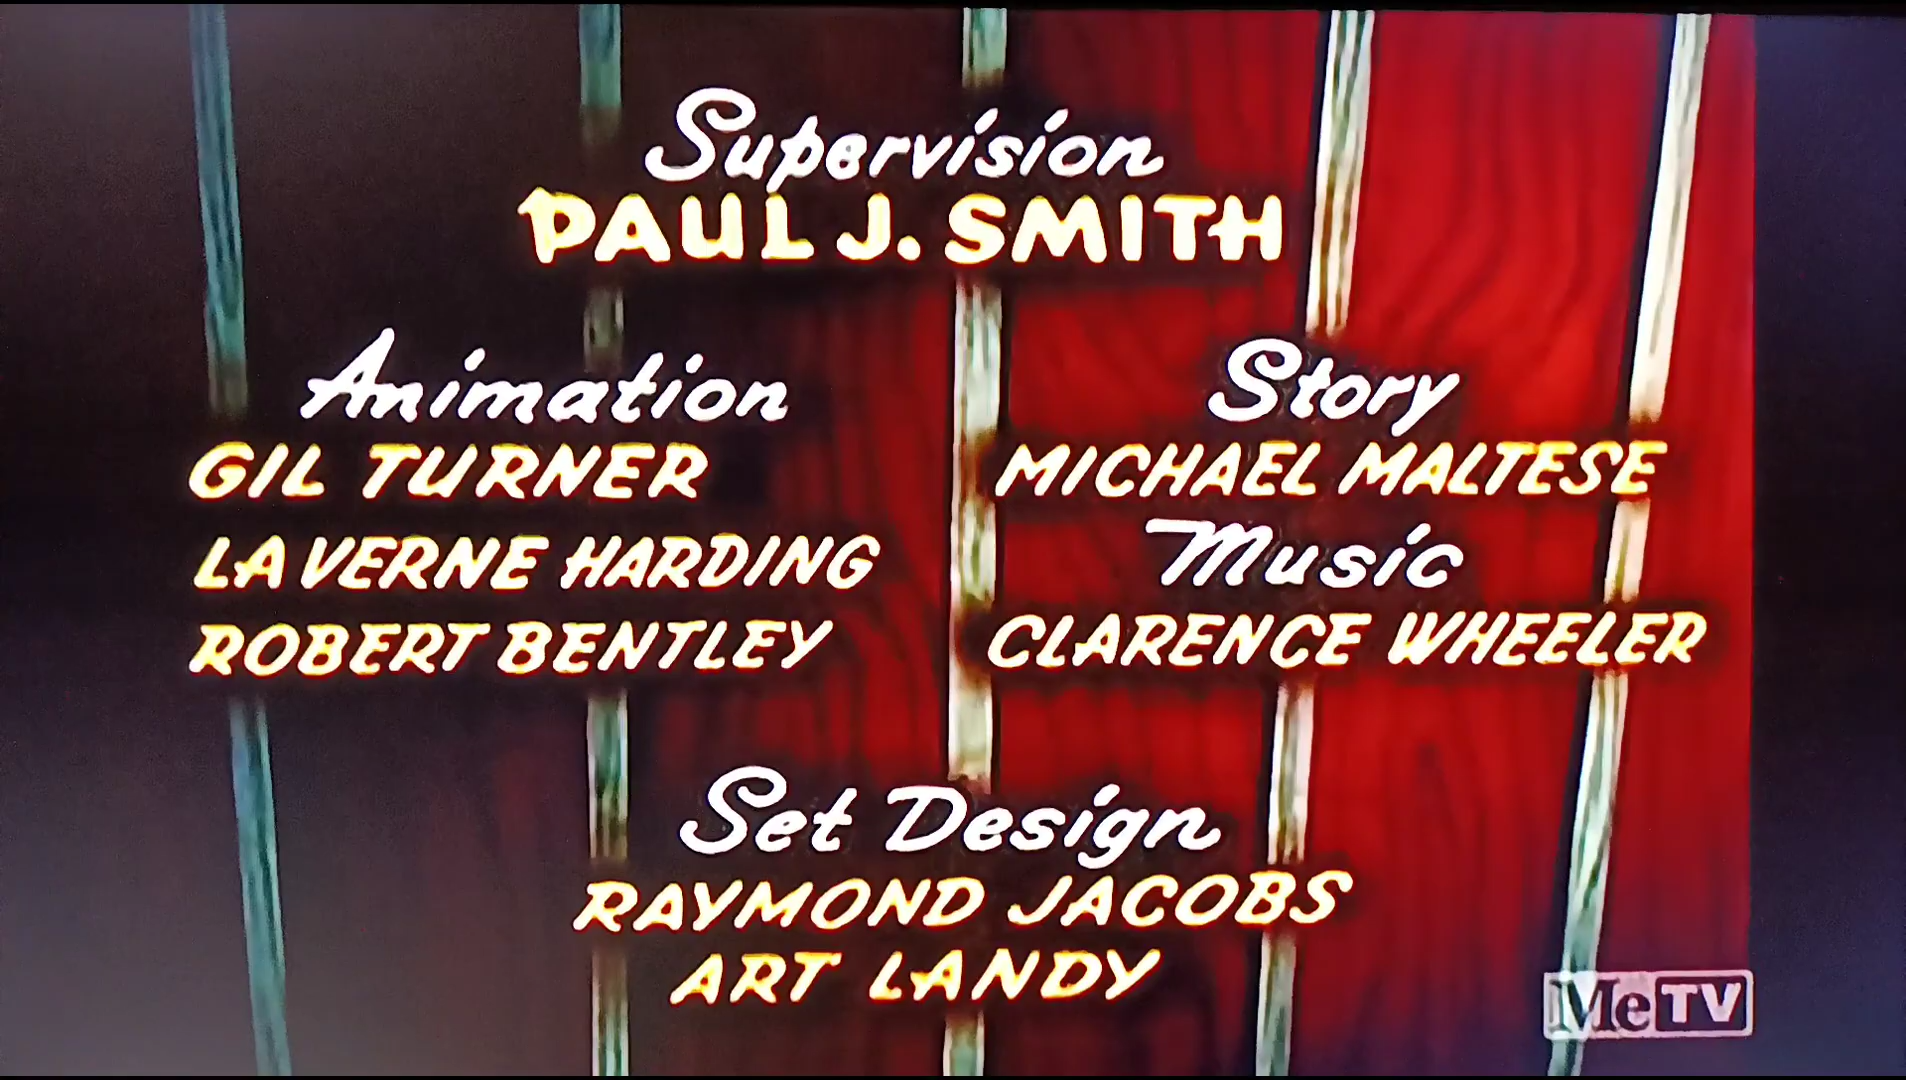 Supervision
PAUL J. SMITH
Animation
GIL TURNER
LA VERNE HARDING
ROBERT BENTLEY
Story
MICHAEL MALTESE
Music
CLARENCE WHEELER
Set Design
RAYMOND JACOBS
ART LANDY
MeTV